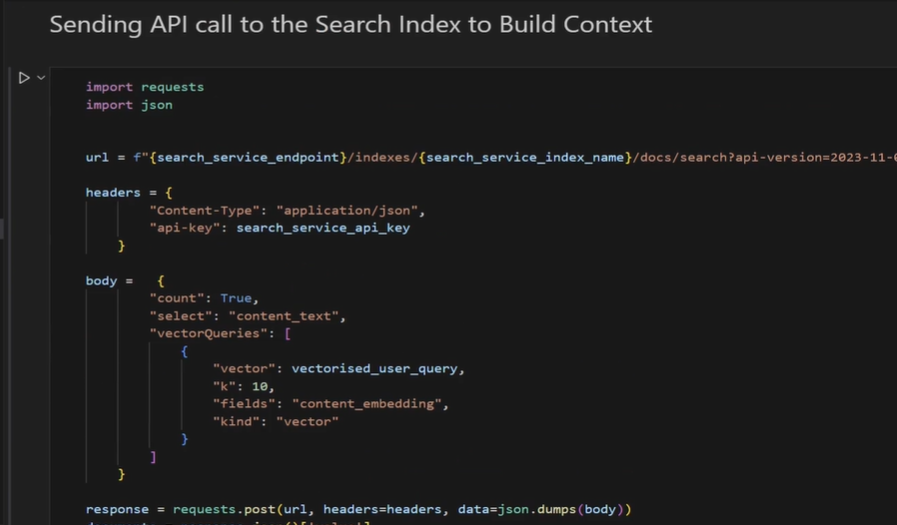 Sending API call to the Search Index to Build Context
import requests
import json
url = f"{search_service_endpoint}/indexes/{search_service_index_name}/docs/search?api-version=2023-11-0
headers = {
"Content-Type": "application/json",
"api-key": search_service_api_key
}
body = {
"count": True,
"select": "content_text",
"vectorQueries": [
{
"vector": vectorised_user_query,
"k": 10,
"fields": "content_embedding",
"kind": "vector"
}
]
}
response = requests.post(url, headers=headers, data=json.dumps(body))